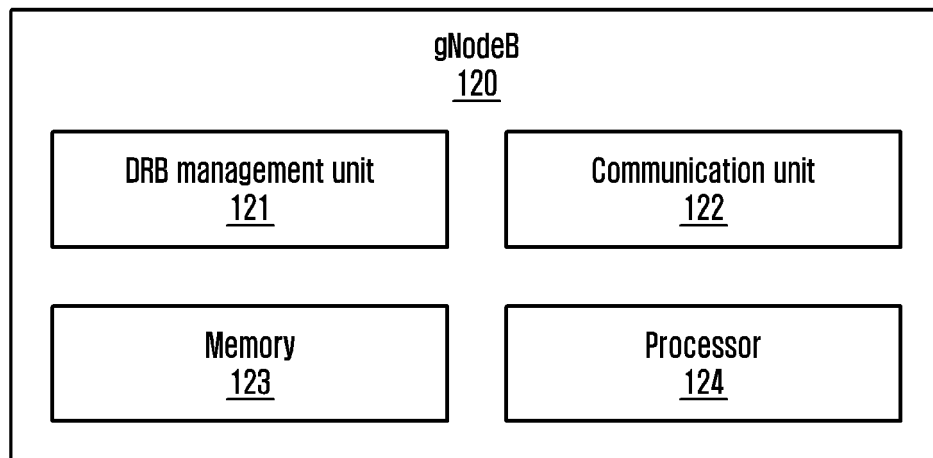 gNodeB
120
DRB management unit
121
Communication unit
122
Memory
123
Processor
124